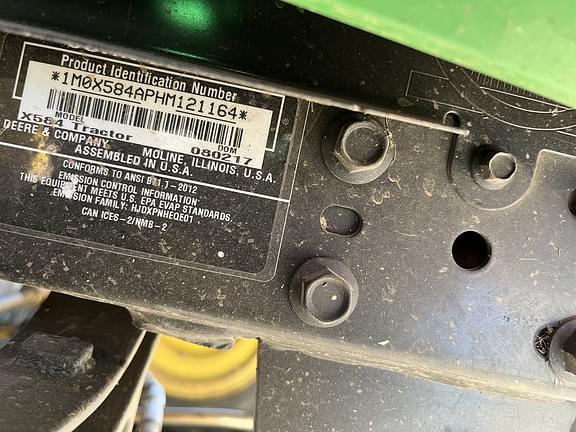 Product Identification Number
*1M0X584APHM121164*
MODEL DOM
X584 Tractor 080217
DEERE & COMPANY MOLINE, ILLINOIS, U.S.A.
ASSEMBLED IN U.S.A.
CONFORMS TO ANSI B71.1-2012
EMISSION CONTROL INFORMATION
THIS EQUIPMENT MEETS U.S. EPA EVAP STANDARDS.
EMISSION FAMILY: HJDXPNHEQE01
CAN ICES-2/NMB-2